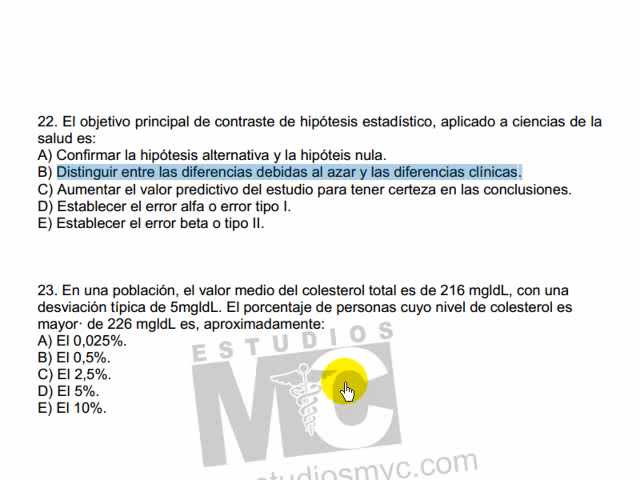 22. El objetivo principal de contraste de hipótesis estadístico, aplicado a ciencias de la
salud es:
A) Confirmar la hipótesis alternativa y la hipóteis nula.
B) Distinguir entre las diferencias debidas al azar y las diferencias clínicas.
C) Aumentar el valor predictivo del estudio para tener certeza en las conclusiones.
D) Establecer el error alfa o error tipo I.
E) Establecer el error beta o tipo II.
23. En una población, el valor medio del colesterol total es de 216 mgldL, con una
desviación típica de 5mgldL. El porcentaje de personas cuyo nivel de colesterol es
mayor· de 226 mgldL es, aproximadamente:
A) El 0,025%.
B) El 0,5%.
C) El 2,5%.
D) El 5%.
E) El 10%.
ESTUDIOS
MC
studiosmyc.com